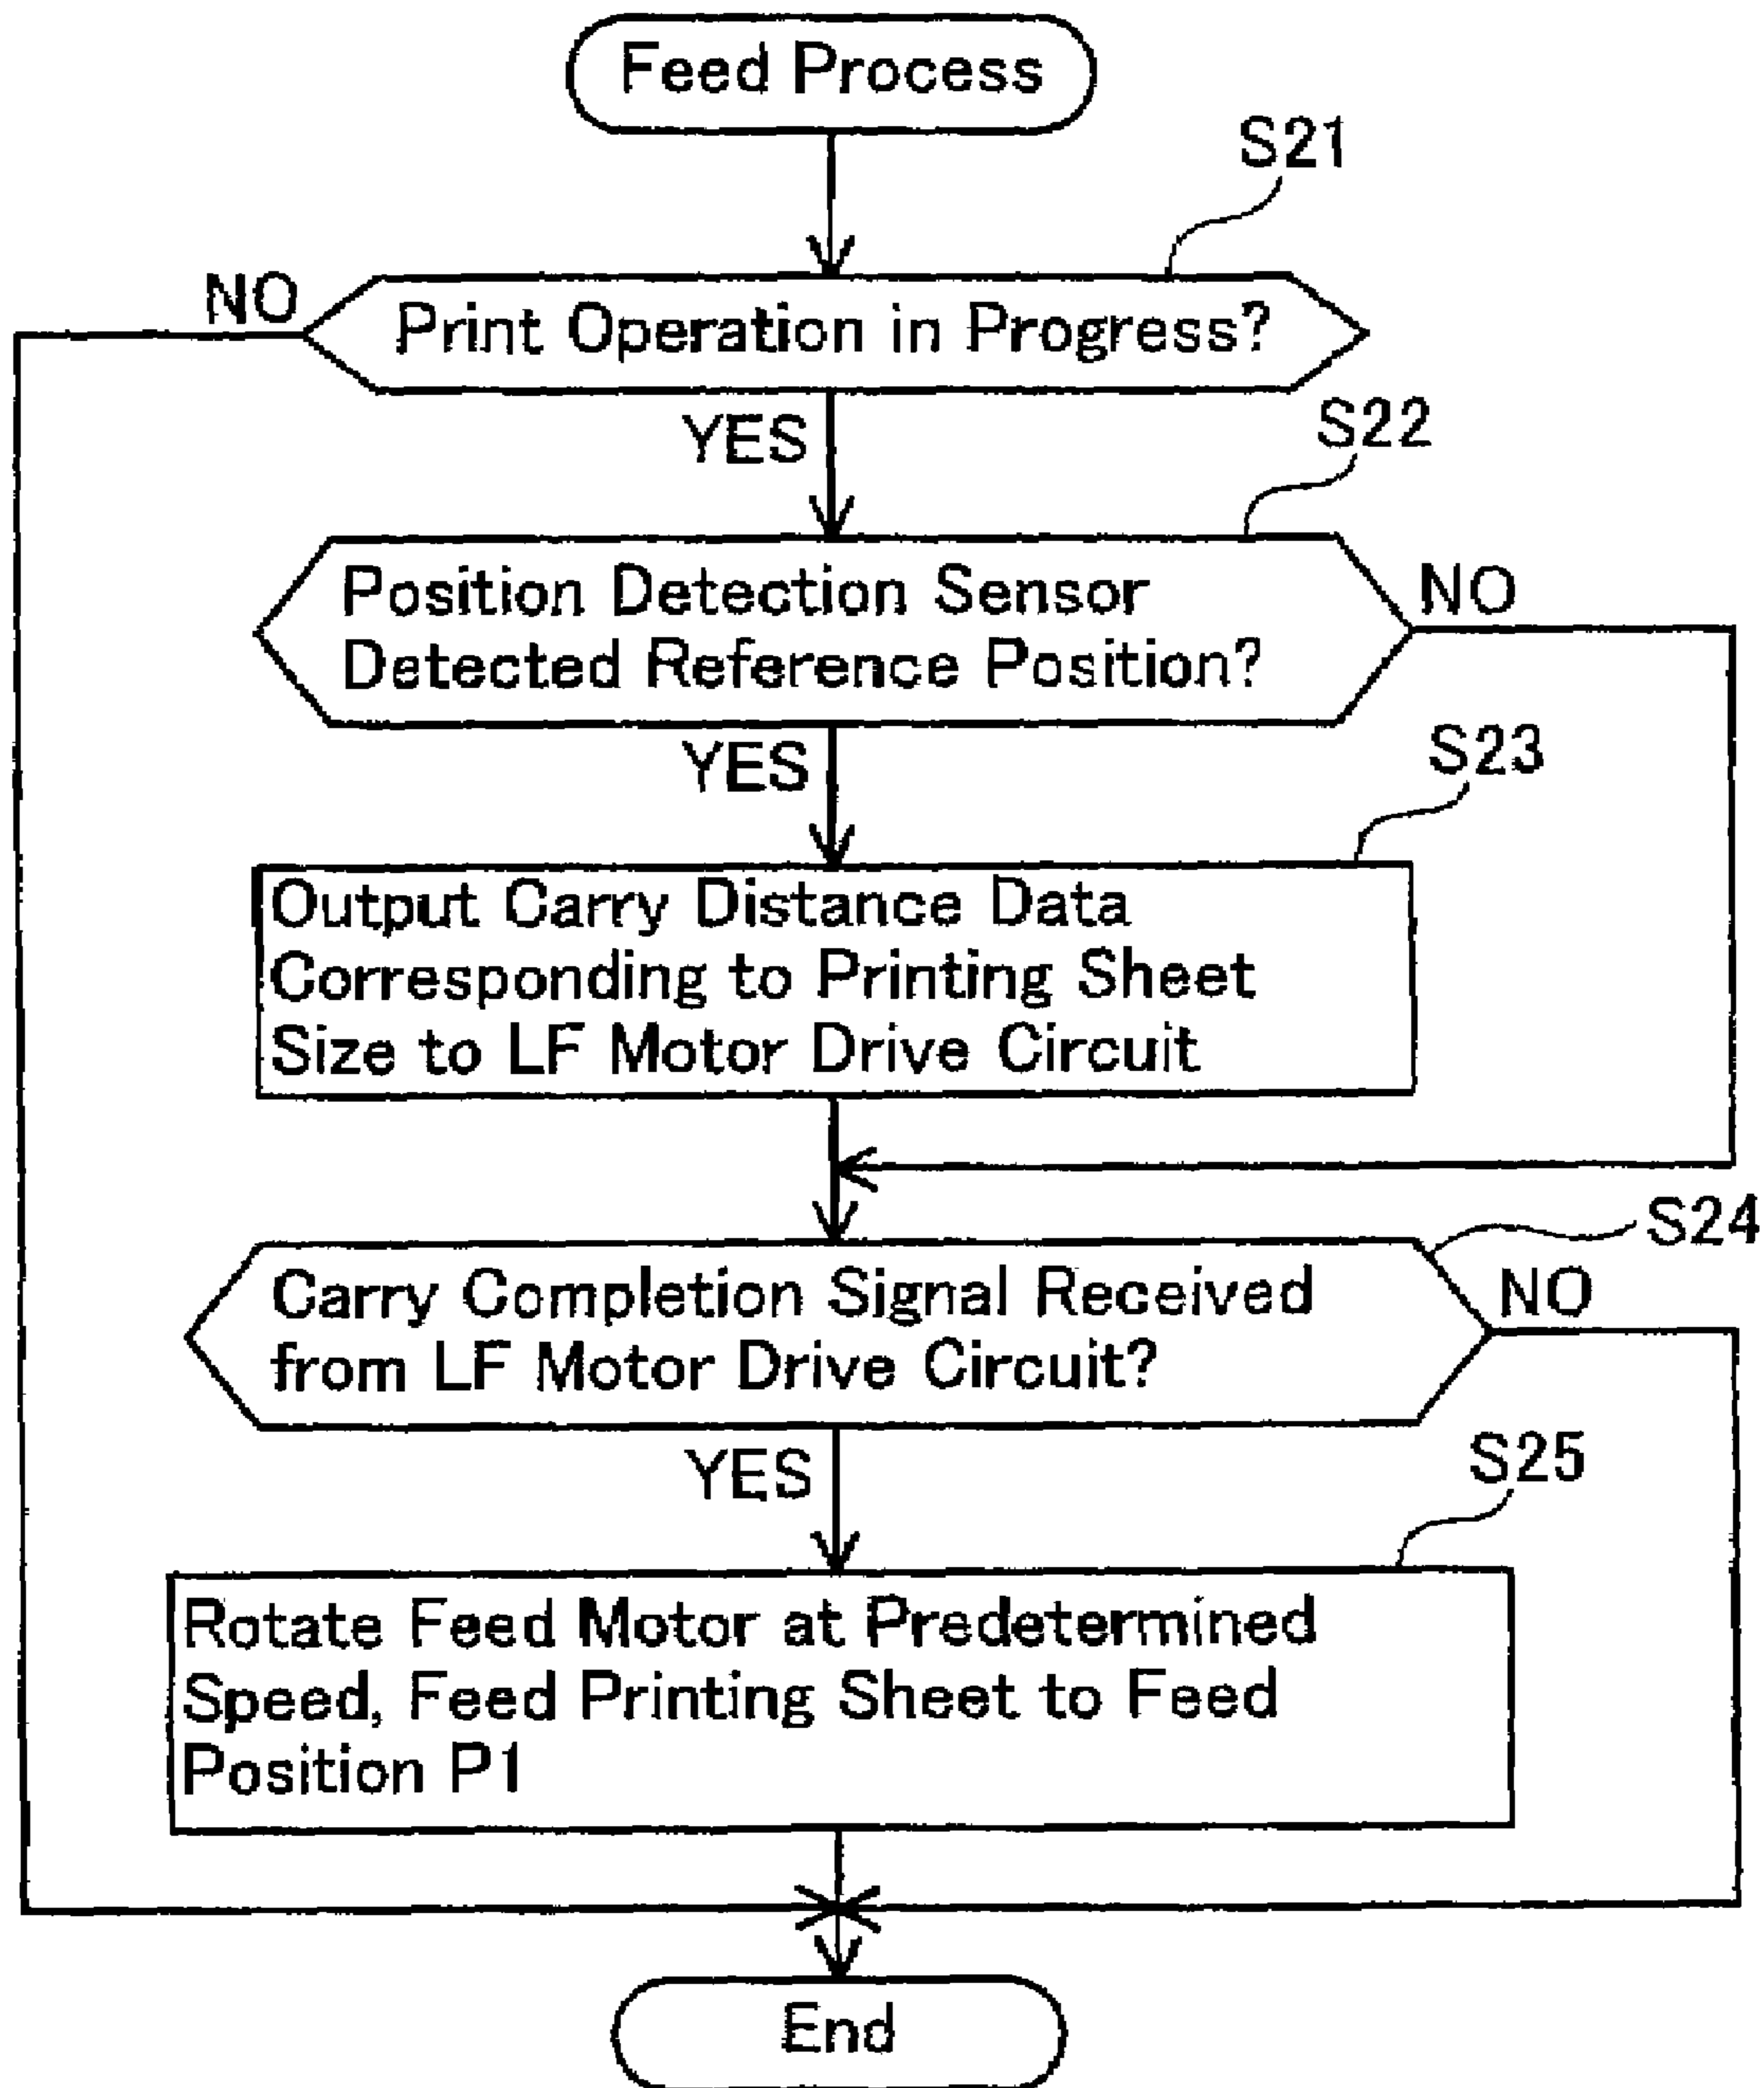 Feed Process
S21
NO
Print Operation in Progress?
YES
S22
Position Detection Sensor
Detected Reference Position?
NO
YES
S23
Output Carry Distance Data
Corresponding to Printing Sheet
Size to LF Motor Drive Circuit
S24
Carry Completion Signal Received
from LF Motor Drive Circuit?
NO
YES
S25
Rotate Feed Motor at Predetermined
Speed, Feed Printing Sheet to Feed
Position P1
End